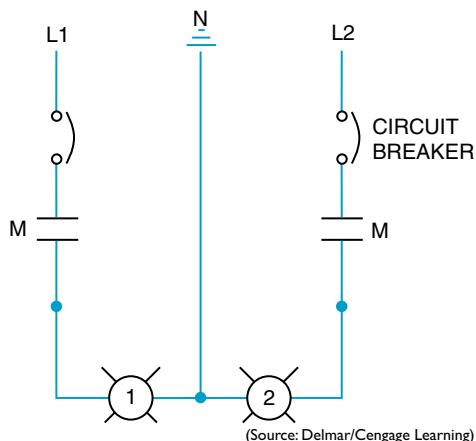 L1
N
L2
CIRCUIT
BREAKER
M
M
1
2
(Source: Delmar/Cengage Learning)